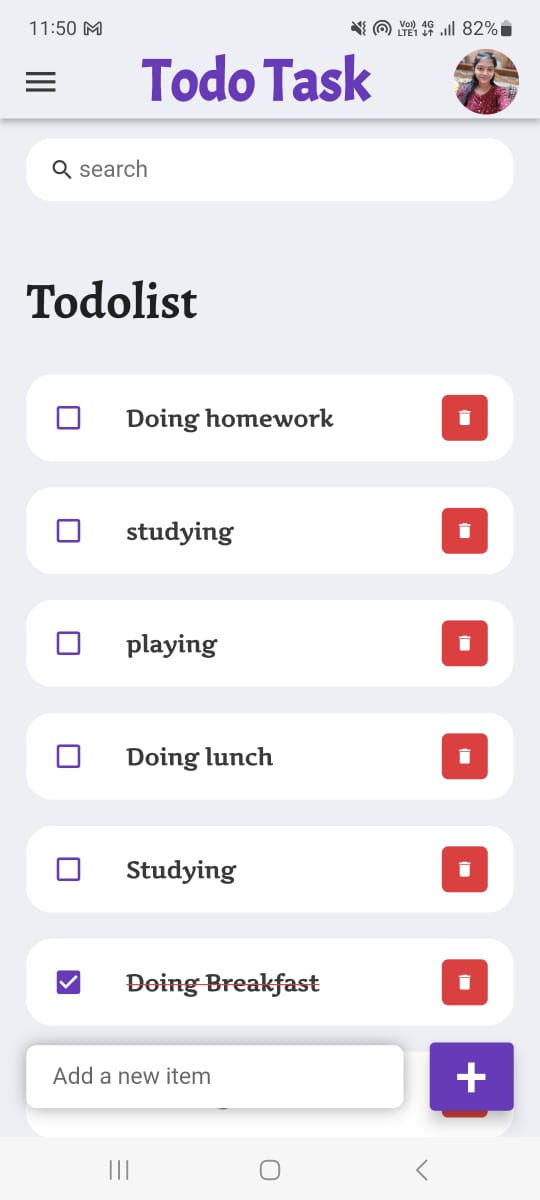 11:50
Vo)) 4G
LTE1
82%
Todo Task
search
Todolist
Doing homework
studying
playing
Doing lunch
Studying
Doing Breakfast
Add a new item